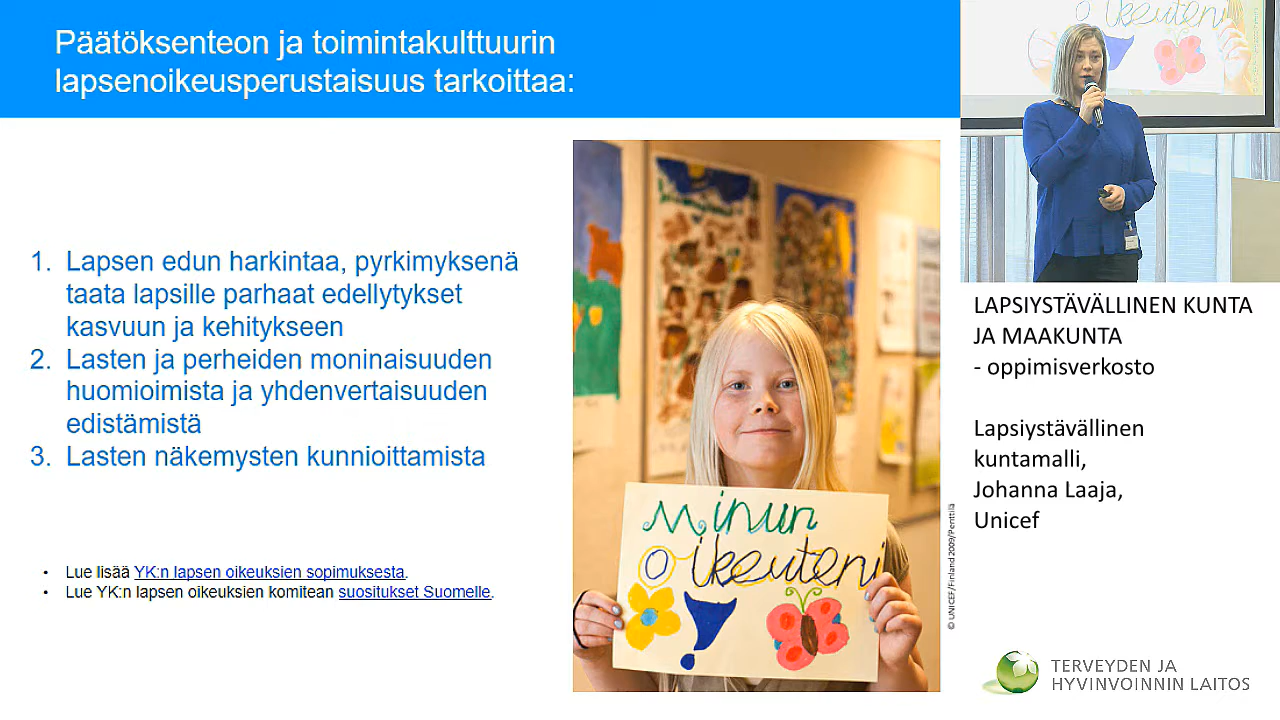 Päätöksenteon ja toimintakulttuurin
lapsenoikeusperustaisuus tarkoittaa:
1. Lapsen edun harkintaa, pyrkimyksenä
taata lapsille parhaat edellytykset
kasvuun ja kehitykseen
2. Lasten ja perheiden moninaisuuden
huomioimista ja yhdenvertaisuuden
edistämistä
3. Lasten näkemysten kunnioittamista
• Lue lisää YK:n lapsen oikeuksien sopimuksesta.
• Lue YK:n lapsen oikeuksien komitean suositukset Suomelle.
Minun
oikeuteni
© UNICEF/Finland 2009/Penttilä
oikeuteni
LAPSIYSTÄVÄLLINEN KUNTA
JA MAAKUNTA
- oppimisverkosto
Lapsiystävällinen
kuntamalli,
Johanna Laaja,
Unicef
TERVEYDEN JA
HYVINVOINNIN LAITOS